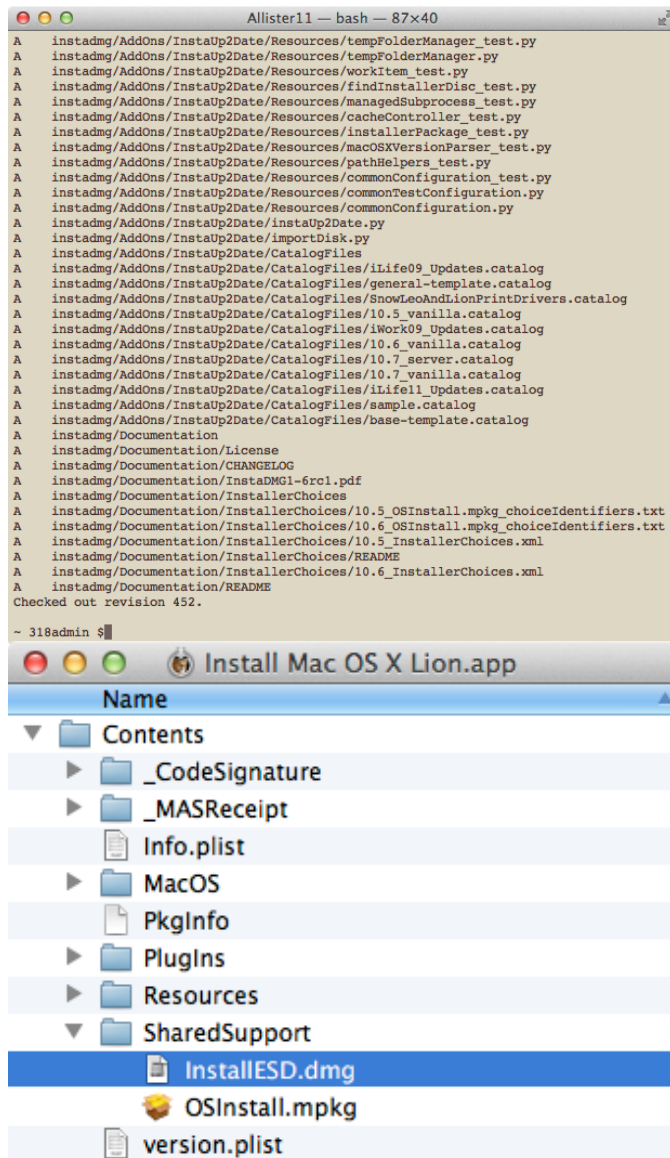 Allister11 — bash — 87×40
A    instadmg/AddOns/InstaUp2Date/Resources/tempFolderManager_test.py
A    instadmg/AddOns/InstaUp2Date/Resources/tempFolderManager.py
A    instadmg/AddOns/InstaUp2Date/Resources/workItem_test.py
A    instadmg/AddOns/InstaUp2Date/Resources/findInstallerDisc_test.py
A    instadmg/AddOns/InstaUp2Date/Resources/managedSubprocess_test.py
A    instadmg/AddOns/InstaUp2Date/Resources/cacheController_test.py
A    instadmg/AddOns/InstaUp2Date/Resources/installerPackage_test.py
A    instadmg/AddOns/InstaUp2Date/Resources/macOSXVersionParser_test.py
A    instadmg/AddOns/InstaUp2Date/Resources/pathHelpers_test.py
A    instadmg/AddOns/InstaUp2Date/Resources/commonConfiguration_test.py
A    instadmg/AddOns/InstaUp2Date/Resources/commonTestConfiguration.py
A    instadmg/AddOns/InstaUp2Date/Resources/commonConfiguration.py
A    instadmg/AddOns/InstaUp2Date/instaUp2Date.py
A    instadmg/AddOns/InstaUp2Date/importDisk.py
A    instadmg/AddOns/InstaUp2Date/CatalogFiles
A    instadmg/AddOns/InstaUp2Date/CatalogFiles/iLife09_Updates.catalog
A    instadmg/AddOns/InstaUp2Date/CatalogFiles/general-template.catalog
A    instadmg/AddOns/InstaUp2Date/CatalogFiles/SnowLeoAndLionPrintDrivers.catalog
A    instadmg/AddOns/InstaUp2Date/CatalogFiles/10.5_vanilla.catalog
A    instadmg/AddOns/InstaUp2Date/CatalogFiles/iWork09_Updates.catalog
A    instadmg/AddOns/InstaUp2Date/CatalogFiles/10.6_vanilla.catalog
A    instadmg/AddOns/InstaUp2Date/CatalogFiles/10.7_server.catalog
A    instadmg/AddOns/InstaUp2Date/CatalogFiles/10.7_vanilla.catalog
A    instadmg/AddOns/InstaUp2Date/CatalogFiles/iLife11_Updates.catalog
A    instadmg/AddOns/InstaUp2Date/CatalogFiles/sample.catalog
A    instadmg/AddOns/InstaUp2Date/CatalogFiles/base-template.catalog
A    instadmg/Documentation
A    instadmg/Documentation/License
A    instadmg/Documentation/CHANGELOG
A    instadmg/Documentation/InstaDMG1-6rc1.pdf
A    instadmg/Documentation/InstallerChoices
A    instadmg/Documentation/InstallerChoices/10.5_OSInstall.mpkg_choiceIdentifiers.txt
A    instadmg/Documentation/InstallerChoices/10.6_OSInstall.mpkg_choiceIdentifiers.txt
A    instadmg/Documentation/InstallerChoices/10.5_InstallerChoices.xml
A    instadmg/Documentation/InstallerChoices/README
A    instadmg/Documentation/InstallerChoices/10.6_InstallerChoices.xml
A    instadmg/Documentation/README
Checked out revision 452.
~ 318admin $
Install Mac OS X Lion.app
Name
Contents
_CodeSignature
_MASReceipt
Info.plist
MacOS
PkgInfo
PlugIns
Resources
SharedSupport
InstallESD.dmg
OSInstall.mpkg
version.plist